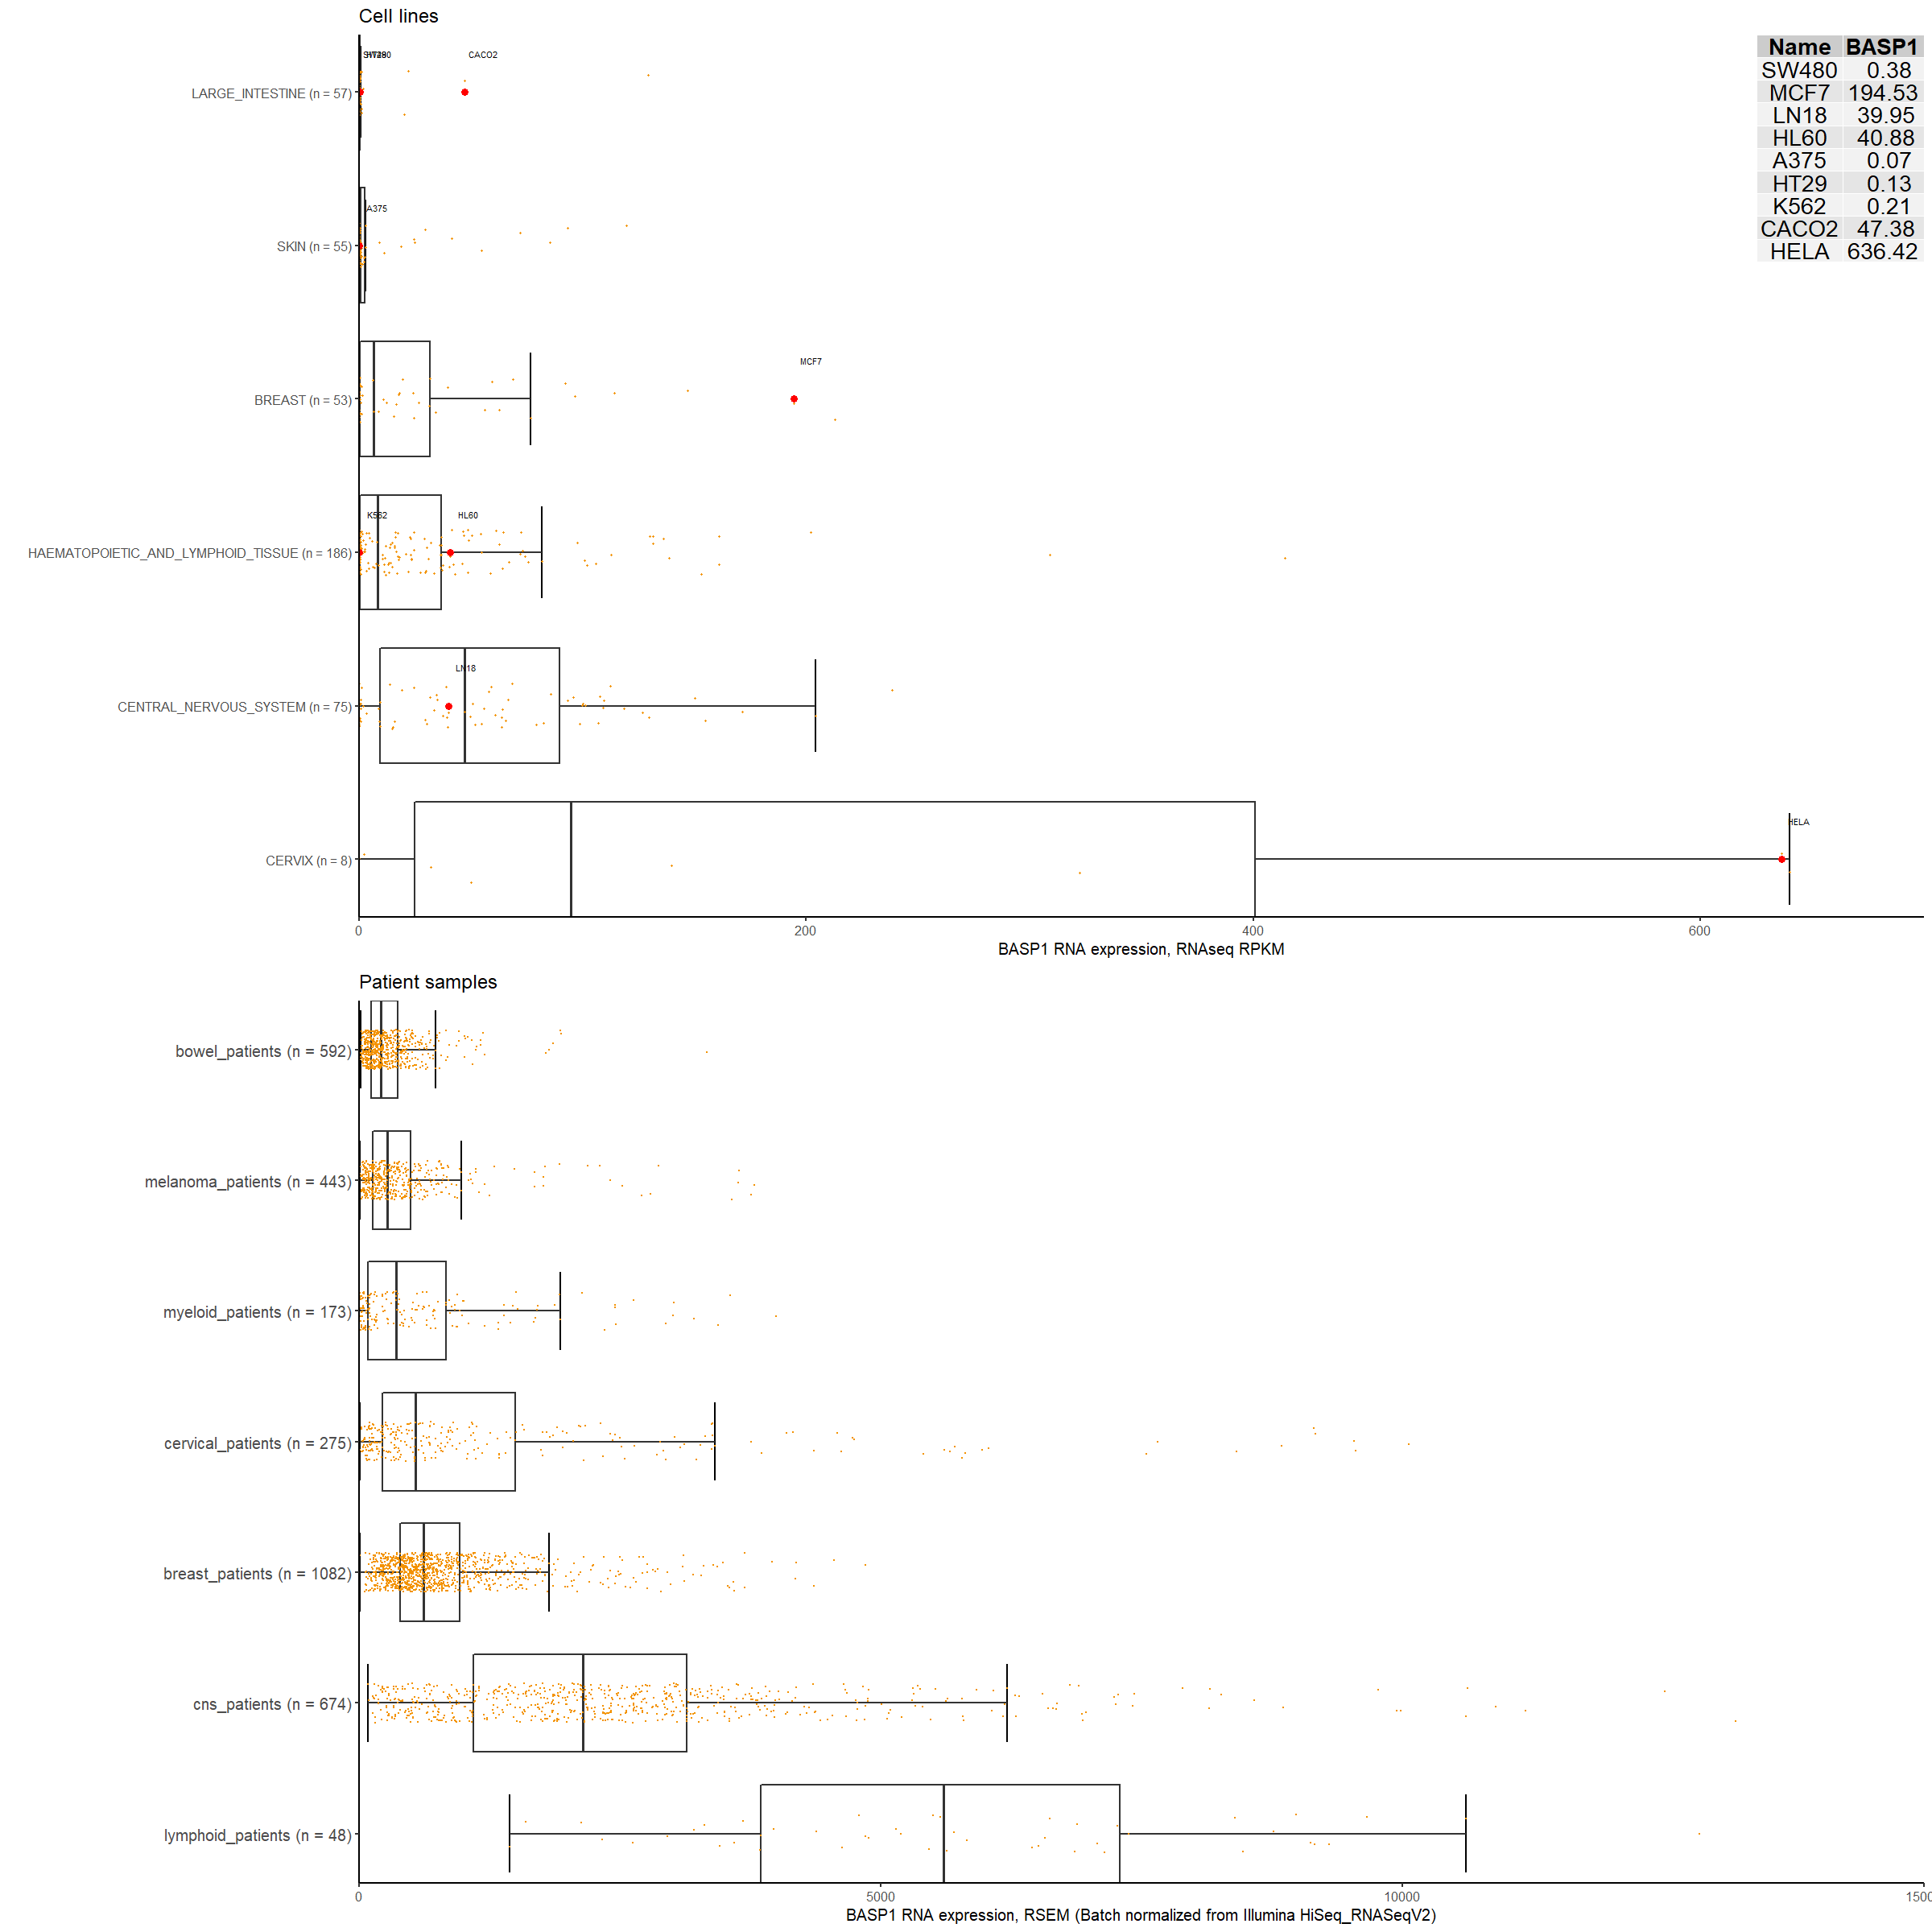 Cell lines
SW480
HT29
CACO2
LARGE_INTESTINE (n = 57)
A375
SKIN (n = 55)
MCF7
BREAST (n = 53)
K562
HL60
HAEMATOPOIETIC_AND_LYMPHOID_TISSUE (n = 186)
LN18
CENTRAL_NERVOUS_SYSTEM (n = 75)
HELA
CERVIX (n = 8)
0 200 400 600
BASP1 RNA expression, RNAseq RPKM
Name BASP1
SW480 0.38
MCF7 194.53
LN18 39.95
HL60 40.88
A375 0.07
HT29 0.13
K562 0.21
CACO2 47.38
HELA 636.42
Patient samples
bowel_patients (n = 592)
melanoma_patients (n = 443)
myeloid_patients (n = 173)
cervical_patients (n = 275)
breast_patients (n = 1082)
cns_patients (n = 674)
lymphoid_patients (n = 48)
0 5000 10000 1500
BASP1 RNA expression, RSEM (Batch normalized from Illumina HiSeq_RNASeqV2)